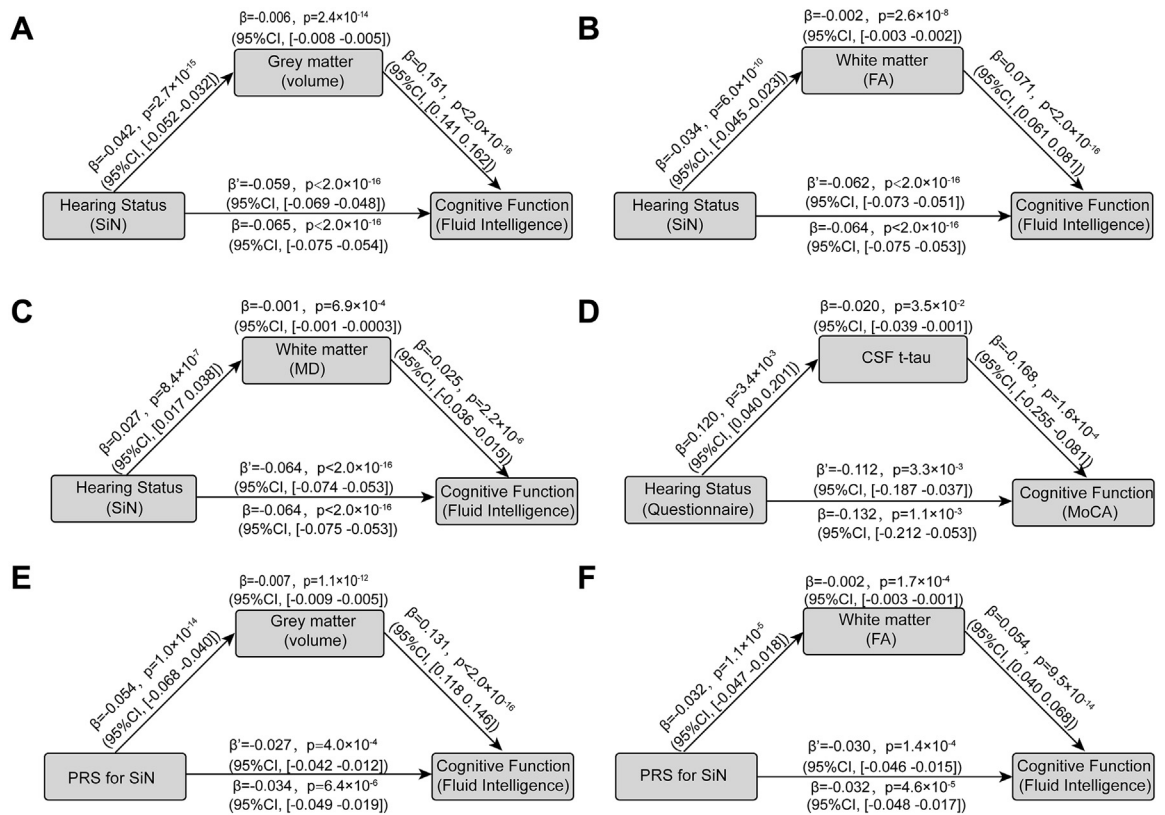 A
β=-0.006, p=2.4×10⁻¹⁴
(95%CI, [-0.008 -0.005])
Grey matter
(volume)
β=-0.042, p=2.7×10⁻¹⁵
(95%CI, [-0.052 -0.032])
β=0.151, p<2.0×10⁻¹⁶
(95%CI, [0.141 0.162])
Hearing Status
(SiN)
β'=-0.059, p<2.0×10⁻¹⁶
(95%CI, [-0.069 -0.048])
β=-0.065, p<2.0×10⁻¹⁶
(95%CI, [-0.075 -0.054])
Cognitive Function
(Fluid Intelligence)
B
β=-0.002, p=2.6×10⁻⁸
(95%CI, [-0.003 -0.002])
White matter
(FA)
β=-0.034, p=6.0×10⁻¹⁰
(95%CI, [-0.045 -0.023])
β=0.071, p<2.0×10⁻¹⁶
(95%CI, [0.061 0.081])
Hearing Status
(SiN)
β'=-0.062, p<2.0×10⁻¹⁶
(95%CI, [-0.073 -0.051])
β=-0.064, p<2.0×10⁻¹⁶
(95%CI, [-0.075 -0.053])
Cognitive Function
(Fluid Intelligence)
C
β=-0.001, p=6.9×10⁻⁴
(95%CI, [-0.001 -0.0003])
White matter
(MD)
β=0.027, p=8.4×10⁻⁷
(95%CI, [0.017 0.038])
β=-0.025, p=2.2×10⁻⁶
(95%CI, [-0.036 -0.015])
Hearing Status
(SiN)
β'=-0.064, p<2.0×10⁻¹⁶
(95%CI, [-0.074 -0.053])
β=-0.064, p<2.0×10⁻¹⁶
(95%CI, [-0.075 -0.053])
Cognitive Function
(Fluid Intelligence)
D
β=-0.020, p=3.5×10⁻²
(95%CI, [-0.039 -0.001])
CSF t-tau
β=0.120, p=3.4×10⁻³
(95%CI, [0.040 0.201])
β=-0.168, p=1.6×10⁻⁴
(95%CI, [-0.255 -0.081])
Hearing Status
(Questionnaire)
β'=-0.112, p=3.3×10⁻³
(95%CI, [-0.187 -0.037])
β=-0.132, p=1.1×10⁻³
(95%CI, [-0.212 -0.053])
Cognitive Function
(MoCA)
E
β=-0.007, p=1.1×10⁻¹²
(95%CI, [-0.009 -0.005])
Grey matter
(volume)
β=-0.054, p=1.0×10⁻¹⁴
(95%CI, [-0.068 -0.040])
β=0.131, p<2.0×10⁻¹⁶
(95%CI, [0.118 0.146])
PRS for SiN
β'=-0.027, p=4.0×10⁻⁴
(95%CI, [-0.042 -0.012])
β=-0.034, p=6.4×10⁻⁶
(95%CI, [-0.049 -0.019])
Cognitive Function
(Fluid Intelligence)
F
β=-0.002, p=1.7×10⁻⁴
(95%CI, [-0.003 -0.001])
White matter
(FA)
β=-0.032, p=1.1×10⁻⁵
(95%CI, [-0.047 -0.018])
β=0.054, p=9.5×10⁻¹⁴
(95%CI, [0.040 0.068])
PRS for SiN
β'=-0.030, p=1.4×10⁻⁴
(95%CI, [-0.046 -0.015])
β=-0.032, p=4.6×10⁻⁵
(95%CI, [-0.048 -0.017])
Cognitive Function
(Fluid Intelligence)